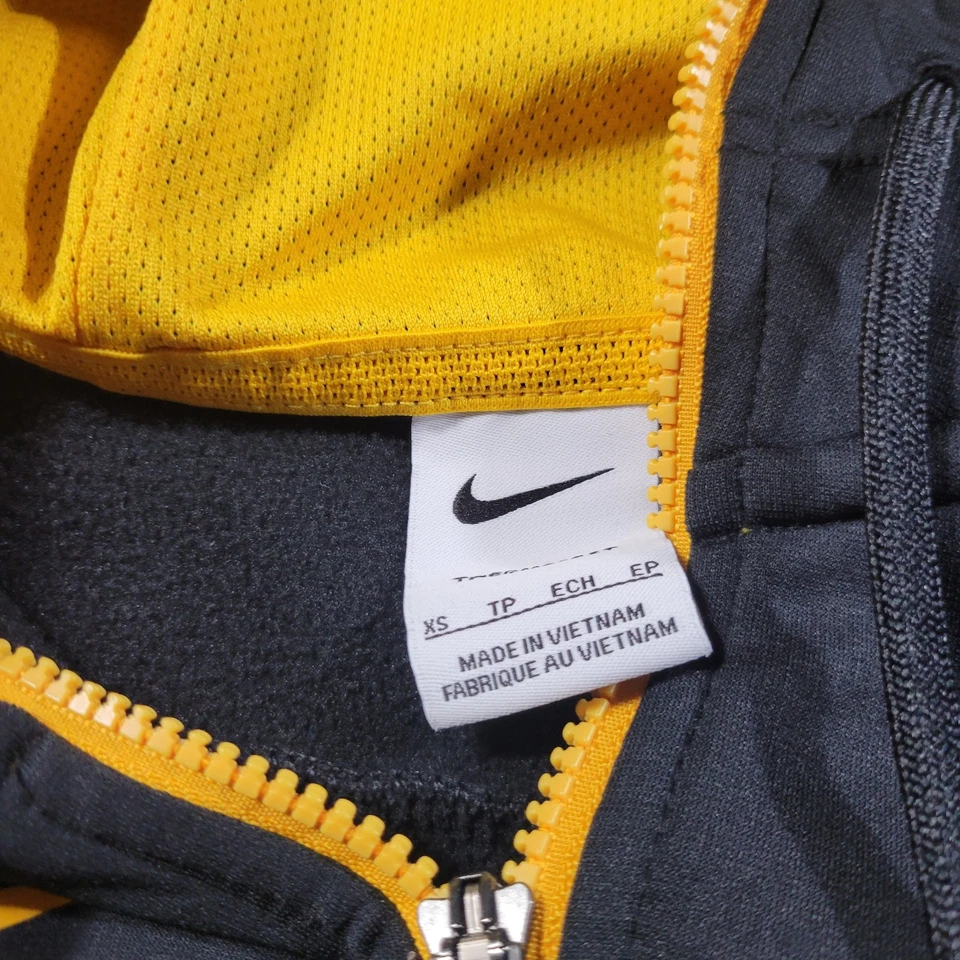 XS TP ECH EP
MADE IN VIETNAM
FABRIQUE AU VIETNAM